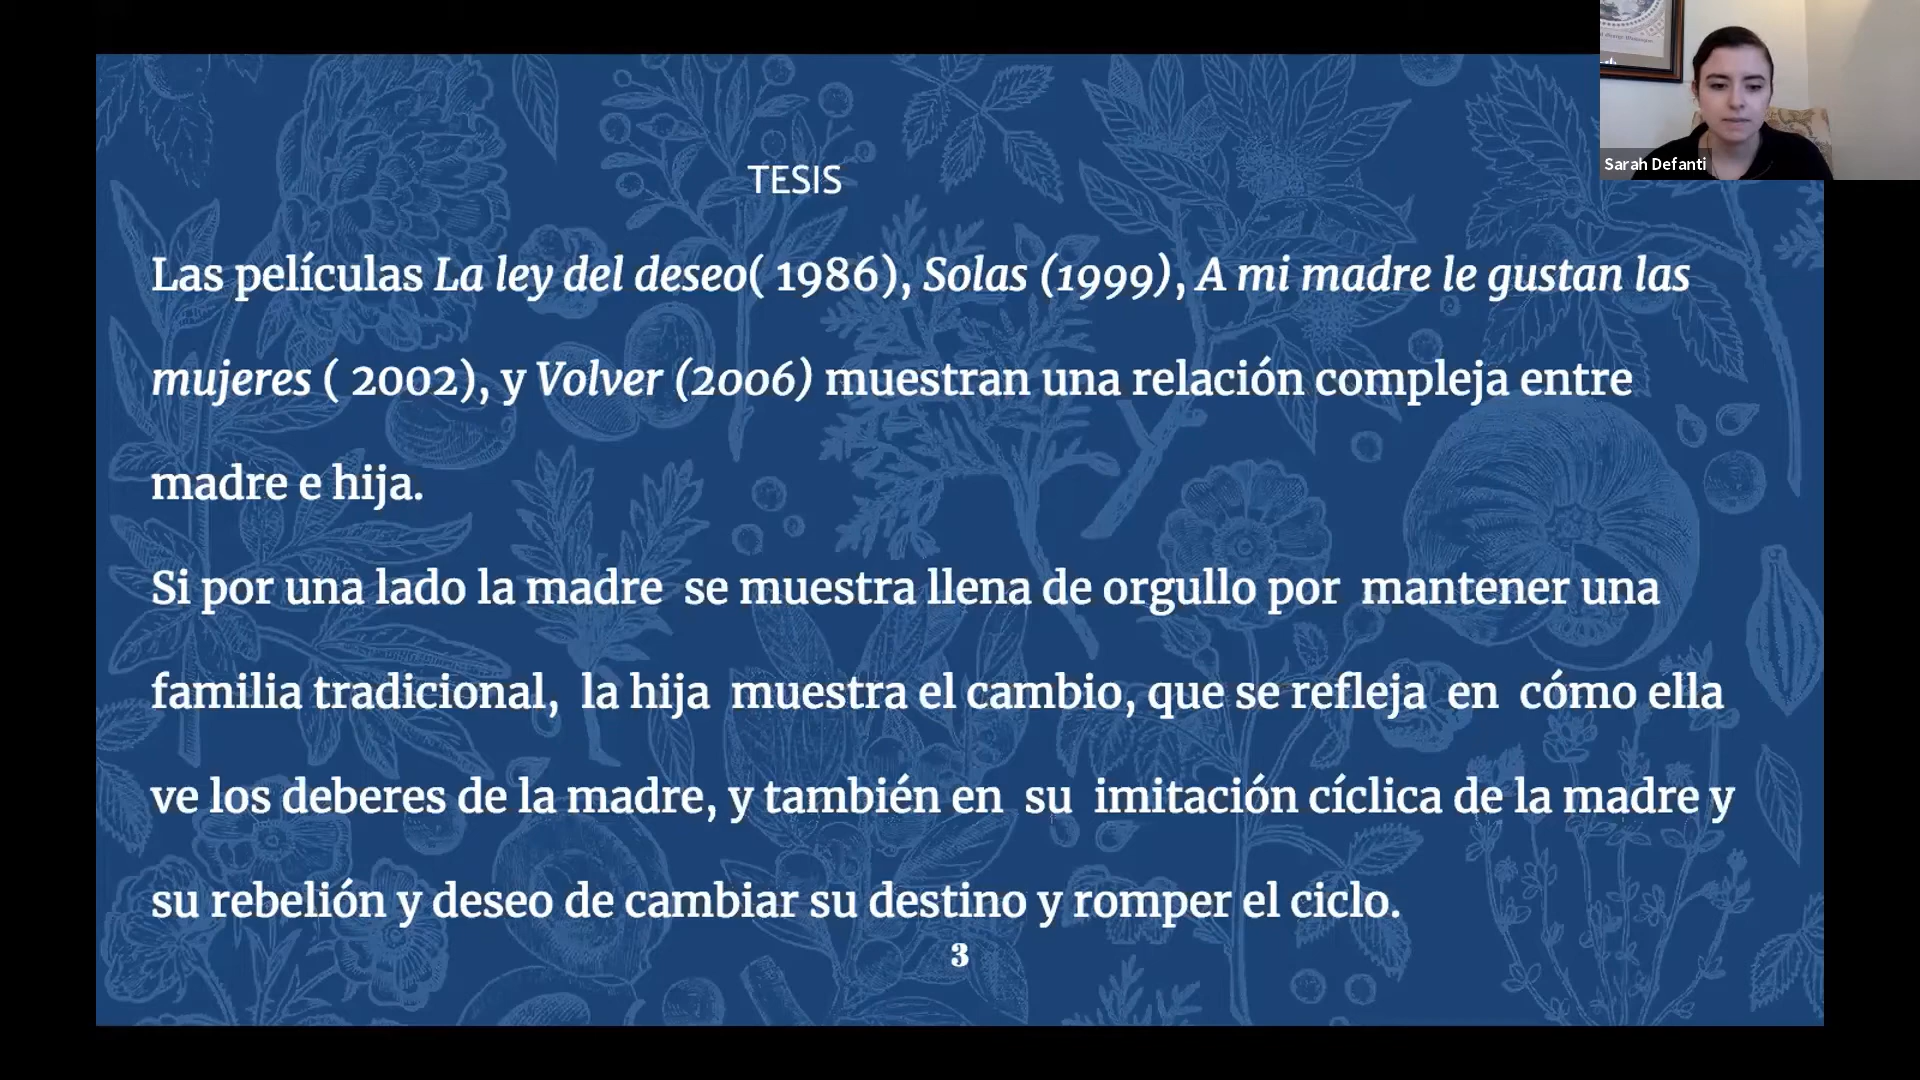 Sarah Defanti
TESIS
Las películas La ley del deseo( 1986), Solas (1999), A mi madre le gustan las
mujeres ( 2002), y Volver (2006) muestran una relación compleja entre
madre e hija.
Si por una lado la madre  se muestra llena de orgullo por  mantener una
familia tradicional,  la hija  muestra el cambio, que se refleja  en  cómo ella
ve los deberes de la madre, y también en  su  imitación cíclica de la madre y
su rebelión y deseo de cambiar su destino y romper el ciclo.
3